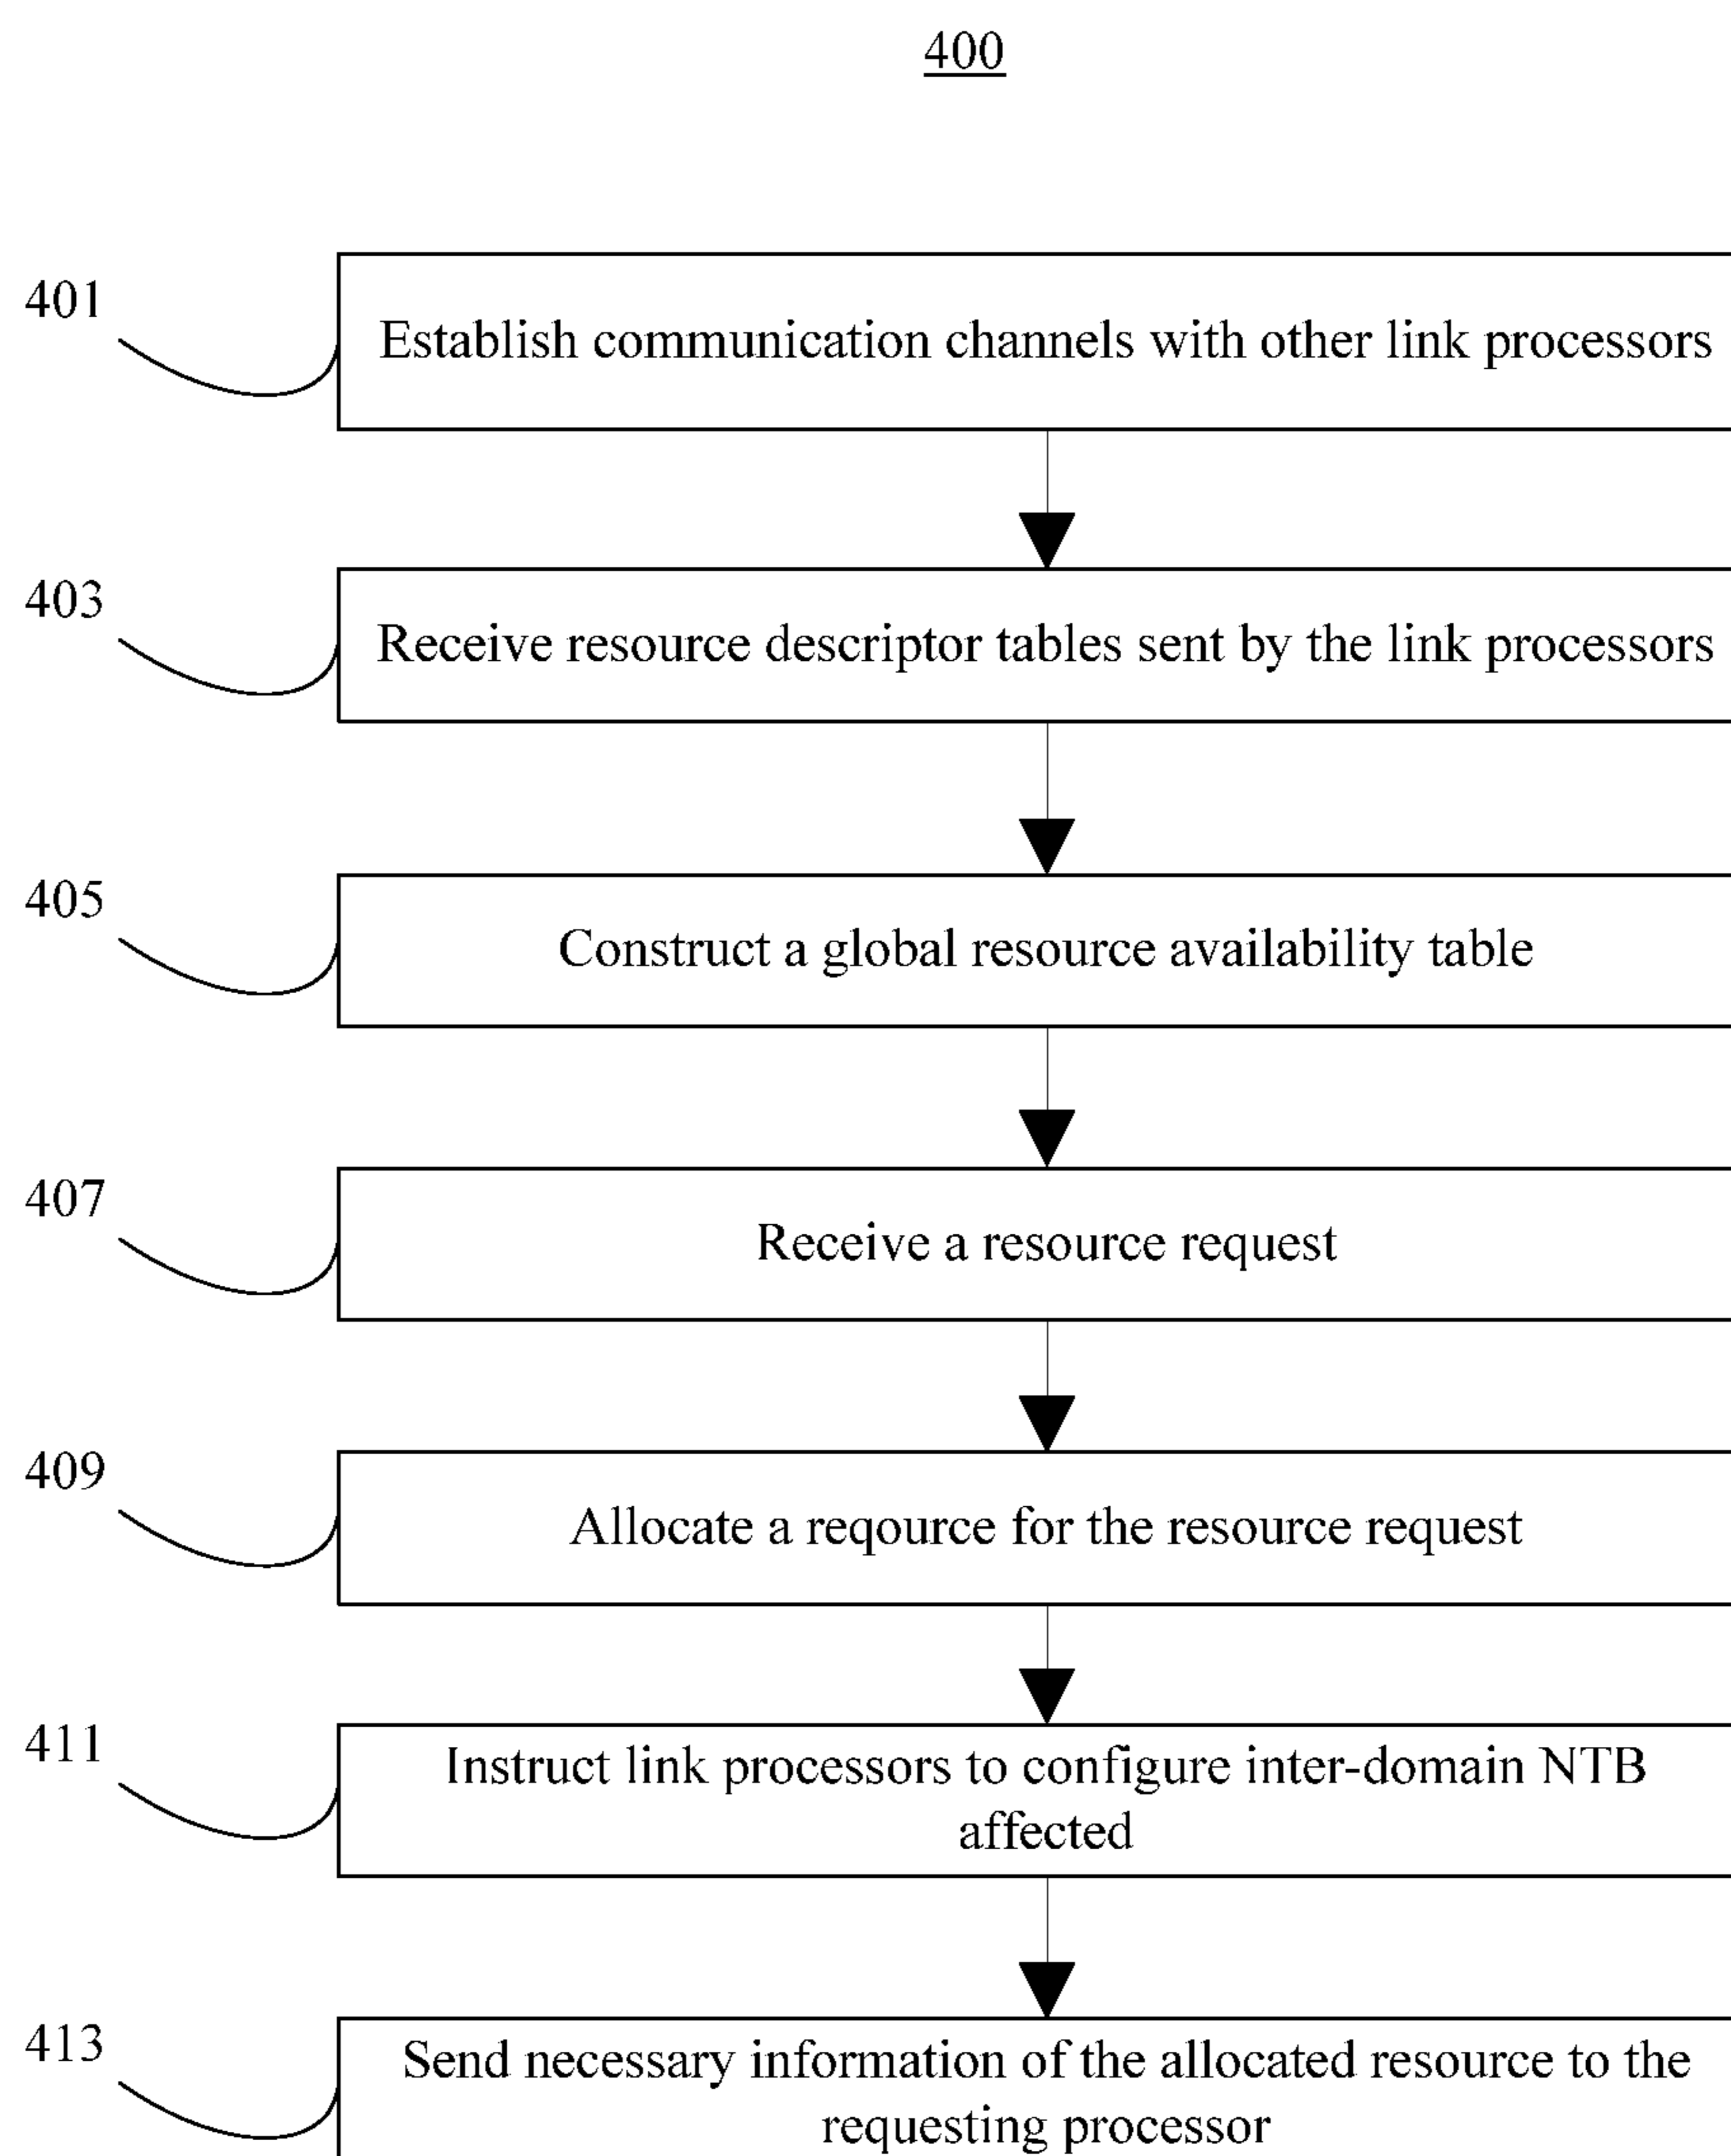 400
401
Establish communication channels with other link processors
403
Receive resource descriptor tables sent by the link processors
405
Construct a global resource availability table
407
Receive a resource request
409
Allocate a reqource for the resource request
411
Instruct link processors to configure inter-domain NTB
affected
413
Send necessary information of the allocated resource to the
requesting processor